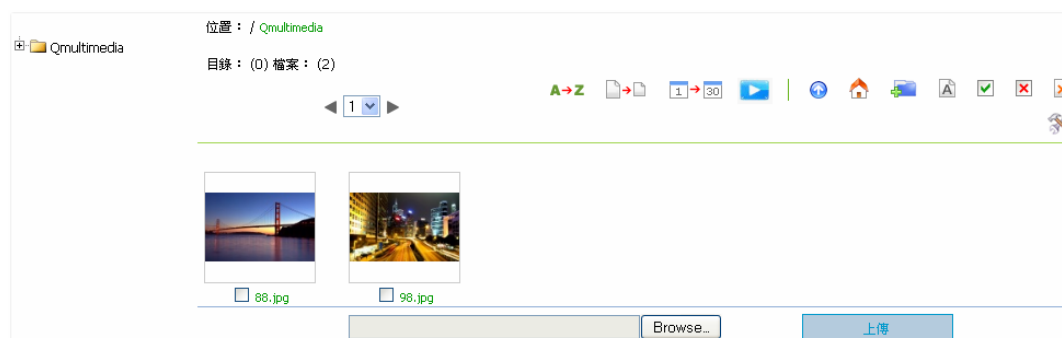 位置： / Qmultimedia
Qmultimedia
目錄： (0) 檔案： (2)
A→Z
1→30
A
1
88.jpg
98.jpg
Browse...
上傳